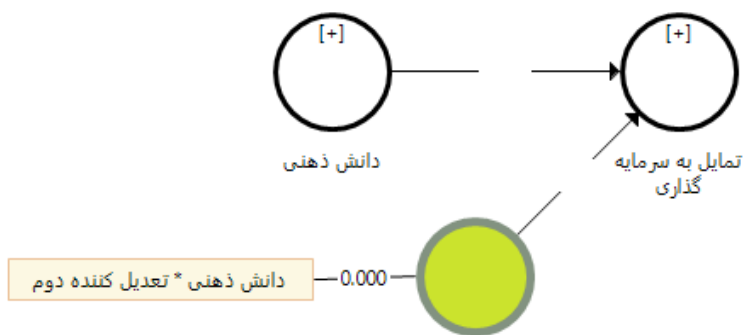 [+]
[+]
دانش ذهنی
تمایل به سرمایه
گذاری
دانش ذهنی * تعدیل کننده دوم
0.000